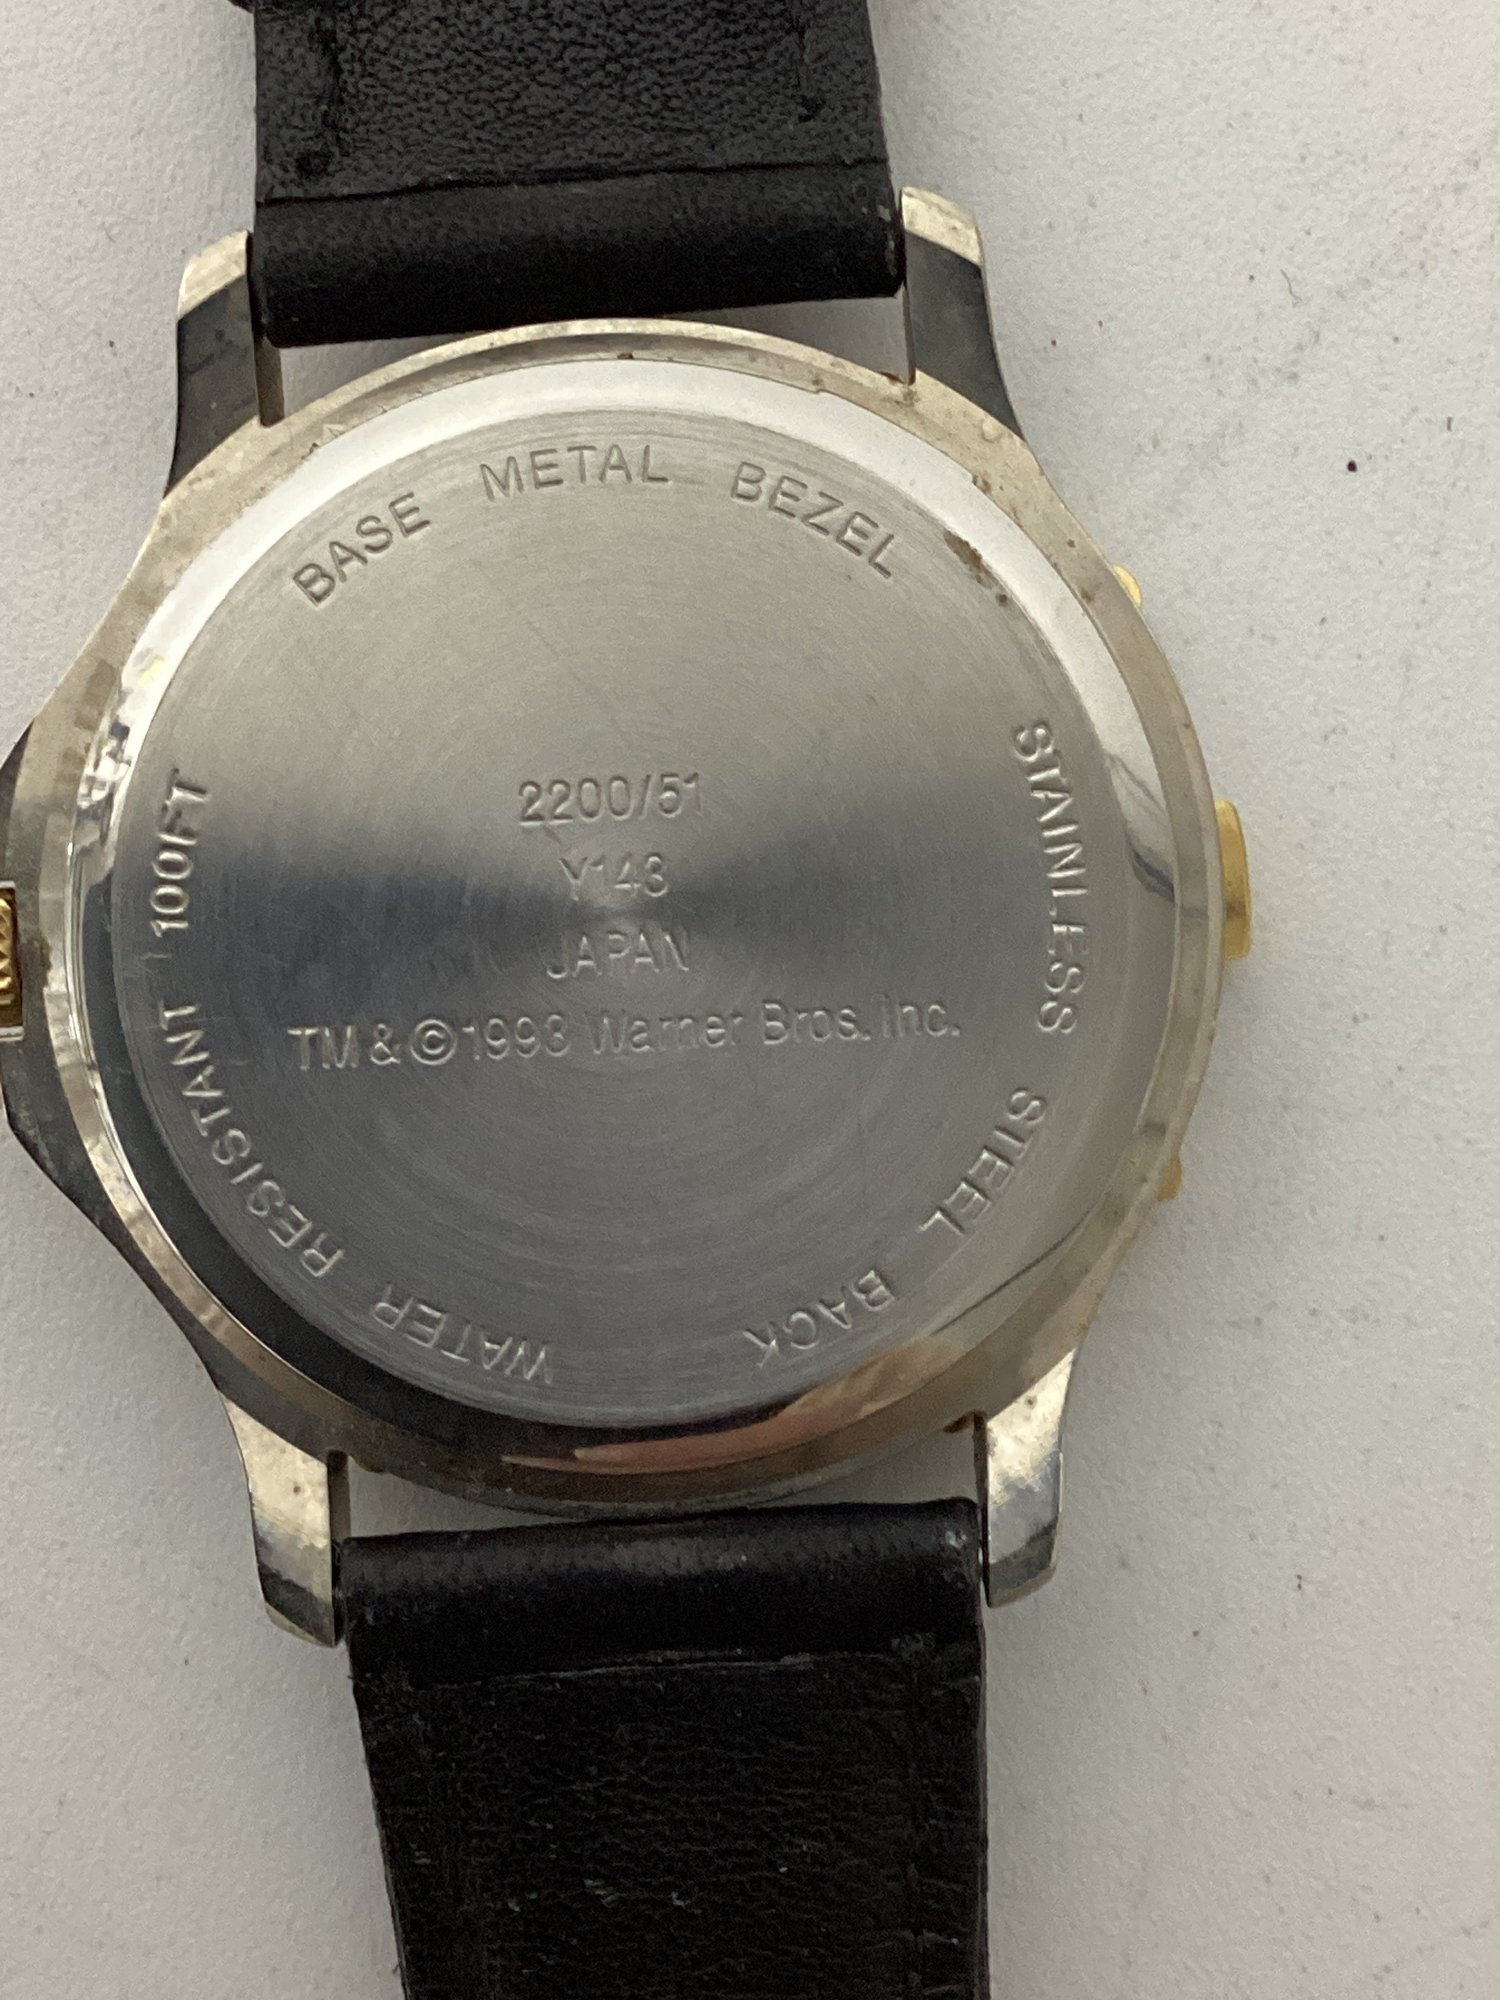 BASE METAL BEZEL
STAINLESS STEEL BACK
WATER RESISTANT 100FT
2200/51
Y143
JAPAN
TM & ©1993 Warner Bros. Inc.